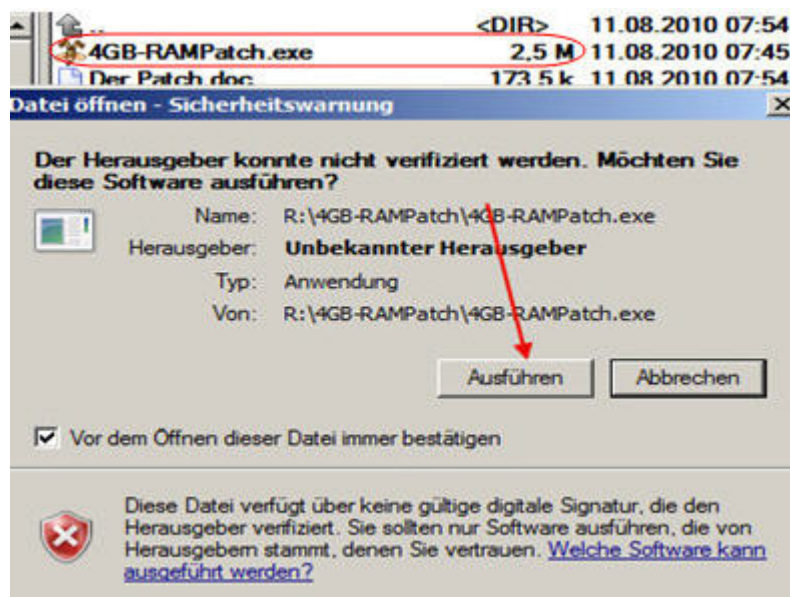 .. <DIR> 11.08.2010 07:54
4GB-RAMPatch.exe 2,5 M 11.08.2010 07:45
Der Patch.doc 173,5 k 11.08.2010 07:54
Datei öffnen - Sicherheitswarnung
Der Herausgeber konnte nicht verifiziert werden. Möchten Sie
diese Software ausführen?
Name: R:\4GB-RAMPatch\4GB-RAMPatch.exe
Herausgeber: Unbekannter Herausgeber
Typ: Anwendung
Von: R:\4GB-RAMPatch\4GB-RAMPatch.exe
Ausführen Abbrechen
Vor dem Öffnen dieser Datei immer bestätigen
Diese Datei verfügt über keine gültige digitale Signatur, die den
Herausgeber verifiziert. Sie sollten nur Software ausführen, die von
Herausgebern stammt, denen Sie vertrauen. Welche Software kann
ausgeführt werden?